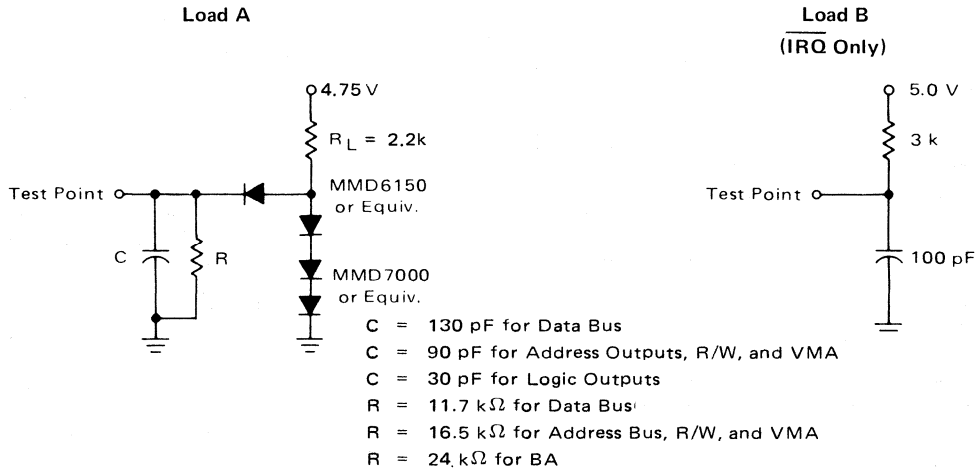 Load A
4.75 V
R_L = 2.2k
Test Point
MMD6150
or Equiv.
C
R
MMD7000
or Equiv.
C = 130 pF for Data Bus
C = 90 pF for Address Outputs, R/W, and VMA
C = 30 pF for Logic Outputs
R = 11.7 kΩ for Data Bus
R = 16.5 kΩ for Address Bus, R/W, and VMA
R = 24 kΩ for BA
Load B
(I̅R̅Q̅ Only)
5.0 V
3 k
Test Point
100 pF